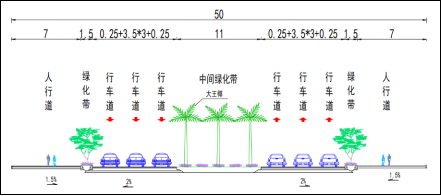 50
7 1.5 0.25+3.5*3+0.25 11 0.25+3.5*3+0.25 1.5 7
人行道 绿化带 行车道 行车道 行车道 中间绿化带 行车道 行车道 行车道 绿化带 人行道
大王椰
1.5% 2% 2% 1.5%